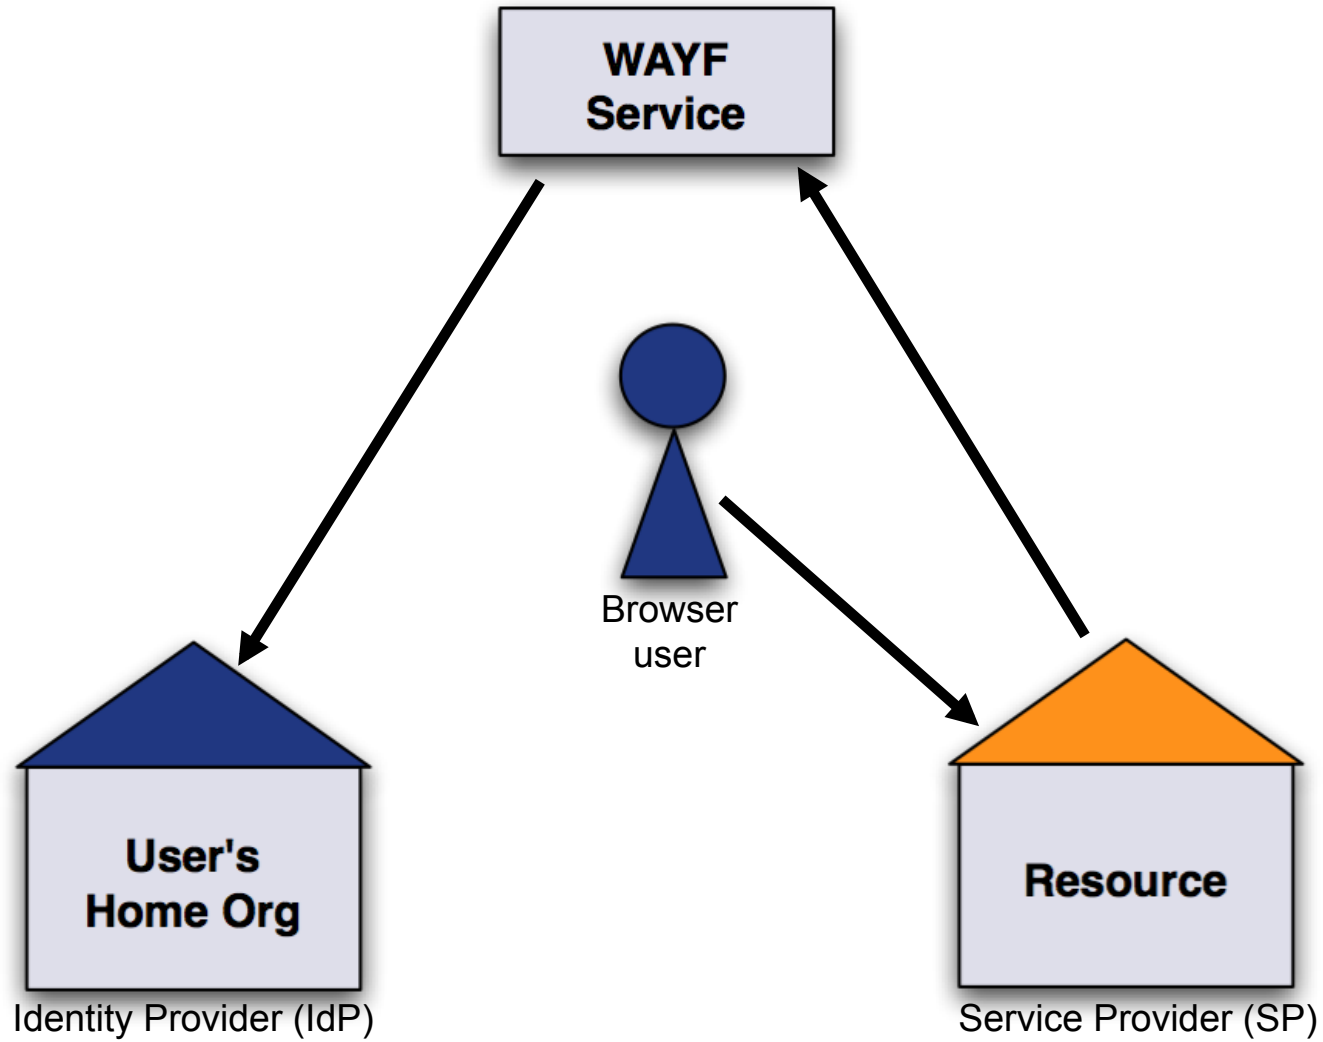 WAYF
Service
Browser
user
User's
Home Org
Resource
Identity Provider (IdP)
Service Provider (SP)